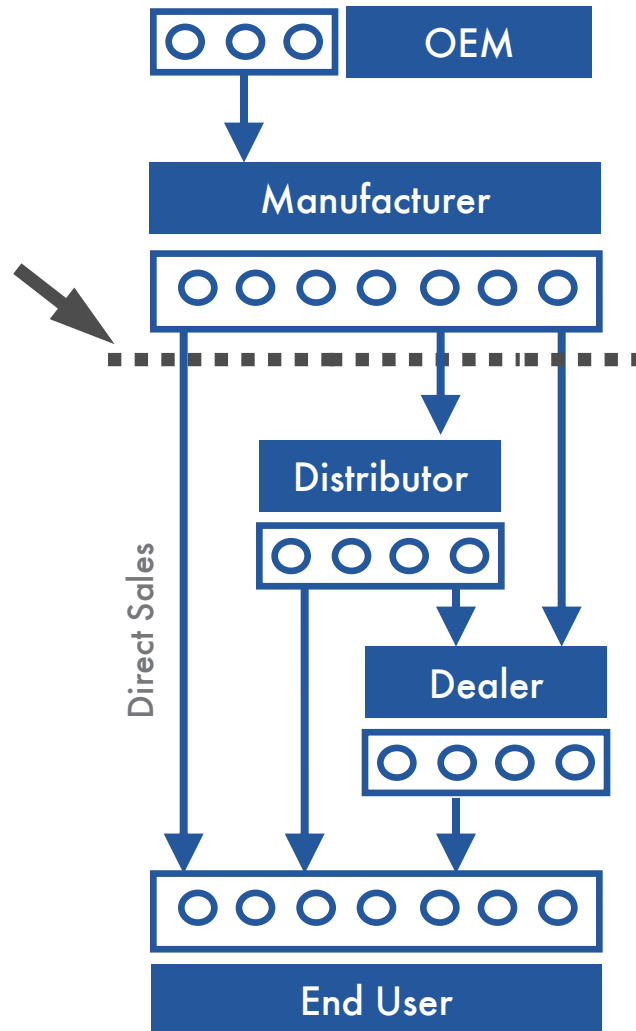 OEM
Manufacturer
Distributor
Direct Sales
Dealer
End User